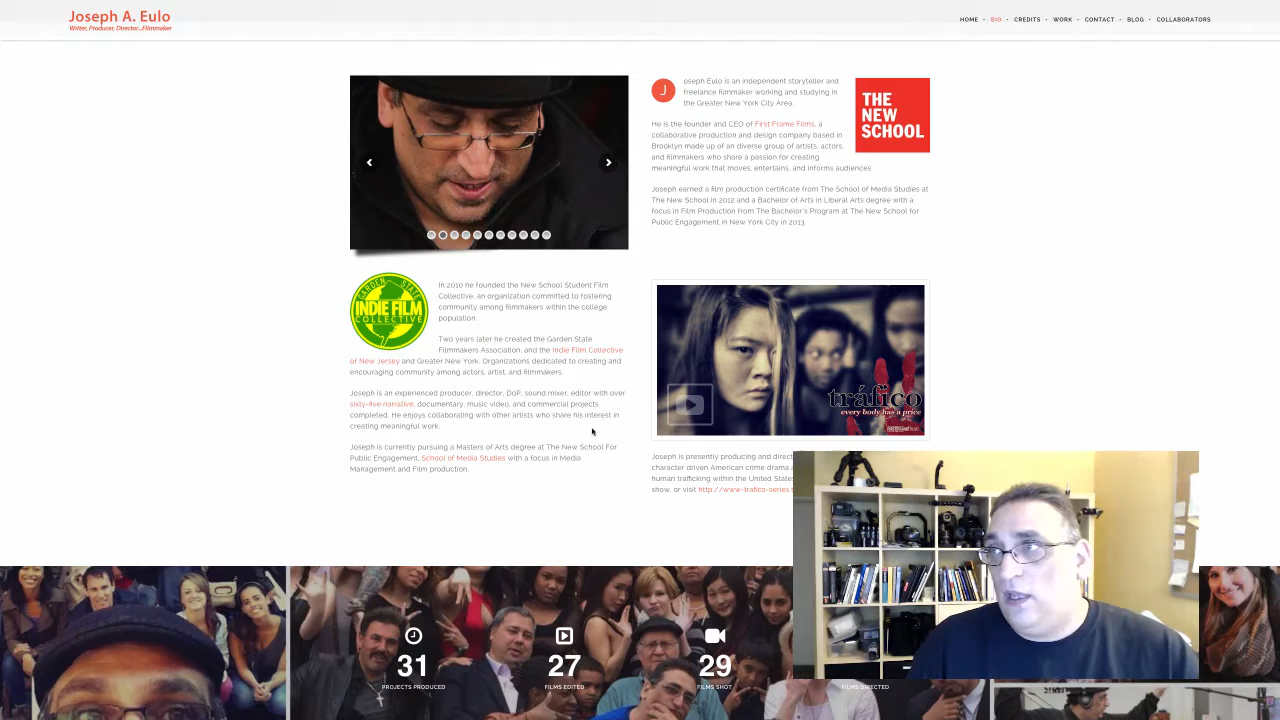 Joseph A. Eulo
Writer, Producer, Director...Filmmaker
HOME - BIO - CREDITS - WORK - CONTACT - BLOG - COLLABORATORS
J
oseph Eulo is an independent storyteller and
freelance filmmaker working and studying in
the Greater New York City Area.
He is the founder and CEO of First Frame Films, a
collaborative production and design company based in
Brooklyn made up of an diverse group of artists, actors,
and filmmakers who share a passion for creating
meaningful work that moves, entertains, and informs audiences.
THE
NEW
SCHOOL
Joseph earned a film production certificate from The School of Media Studies at
The New School in 2012 and a Bachelor of Arts in Liberal Arts degree with a
focus in Film Production from The Bachelor's Program at The New School for
Public Engagement in New York City in 2013.
GARDEN STATE
INDIE FILM
COLLECTIVE
In 2010 he founded the New School Student Film
Collective, an organization committed to fostering
community among filmmakers within the college
population.
Two years later he created the Garden State
Filmmakers Association, and the Indie Film Collective
of New Jersey and Greater New York. Organizations dedicated to creating and
encouraging community among actors, artist, and filmmakers.
Joseph is an experienced producer, director, DoP, sound mixer, editor with over
sixty-five narrative, documentary, music video, and commercial projects
completed. He enjoys collaborating with other artists who share his interest in
creating meaningful work.
Joseph is currently pursuing a Masters of Arts degree at The New School For
Public Engagement, School of Media Studies with a focus in Media
Management and Film production.
tráfico
every body has a price
FIRSTFRAMEFILMS
Joseph is presently producing and direct
character driven American crime drama a
human trafficking within the United States
show, or visit http://www-trafico-series.t
31
PROJECTS PRODUCED
27
FILMS EDITED
29
FILMS SHOT
FILMS DIRECTED